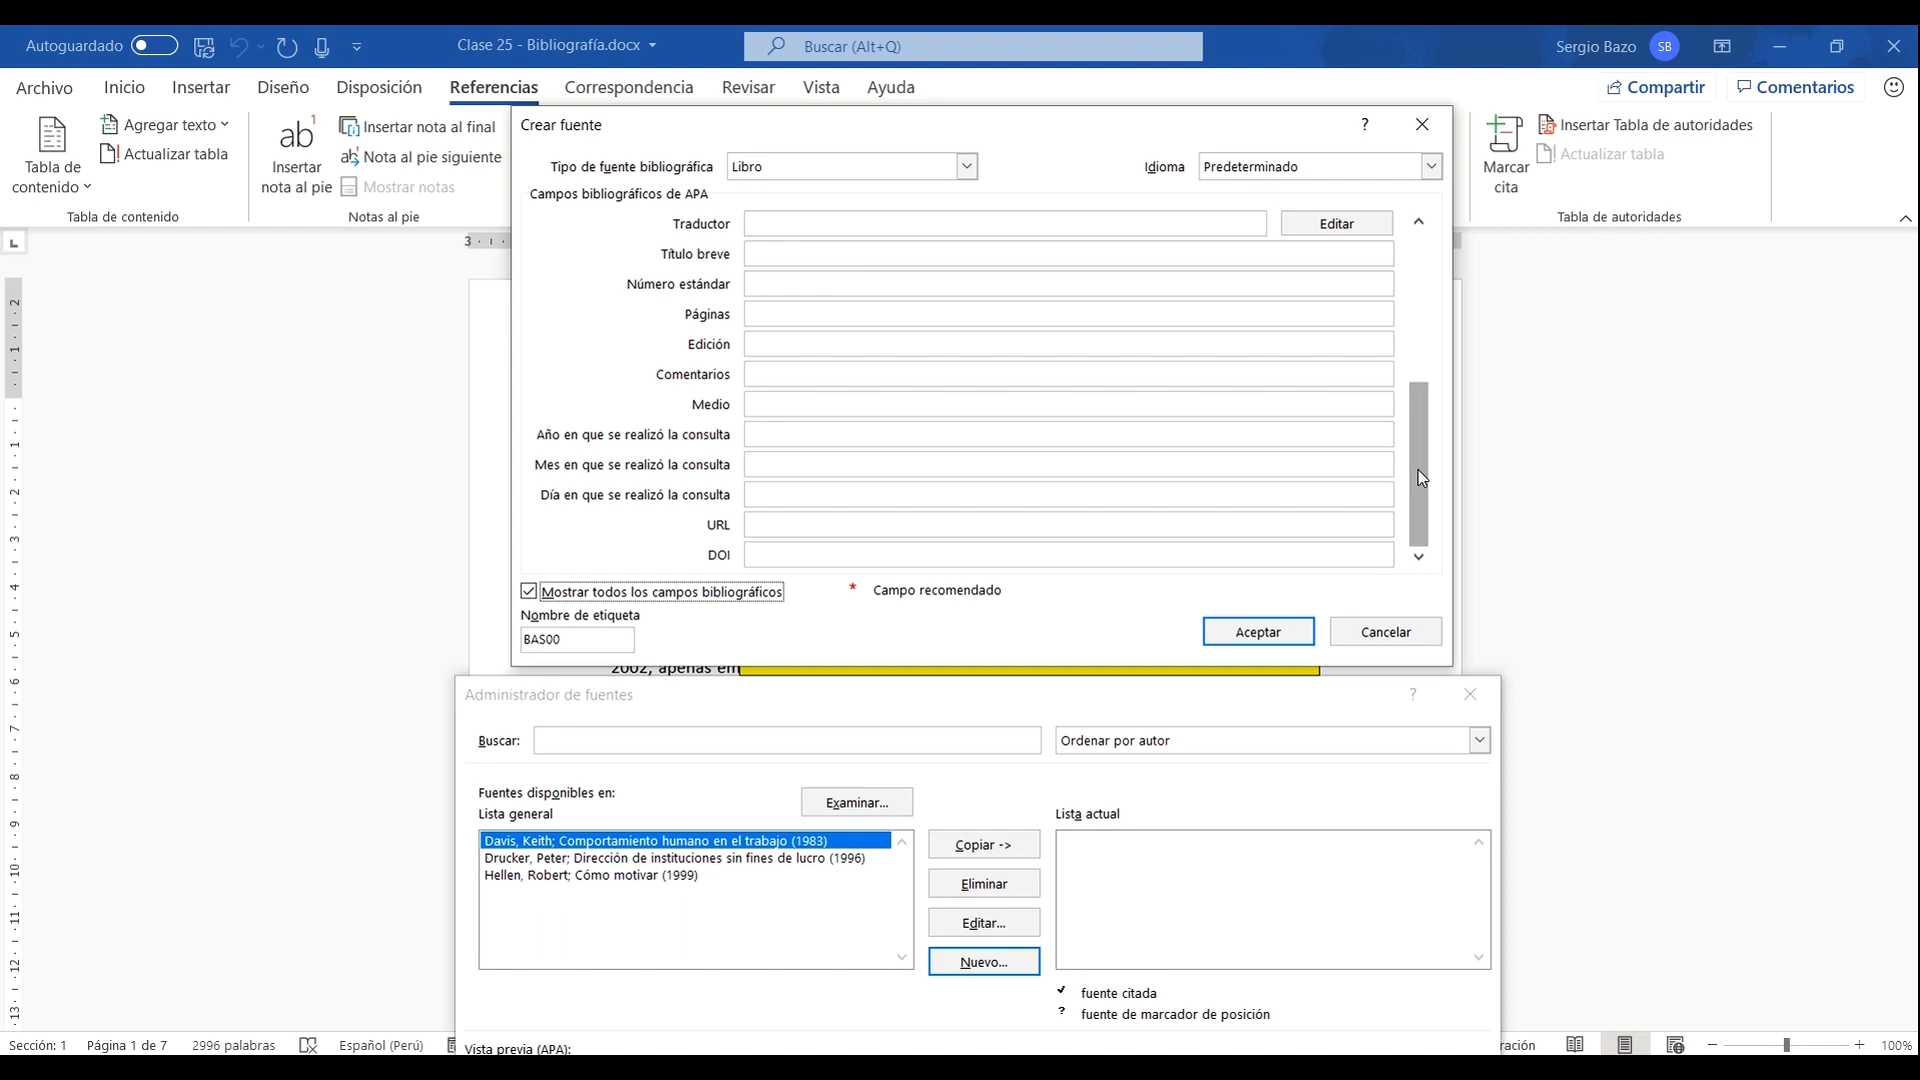 Autoguardado
Clase 25 - Bibliografía.docx
Buscar (Alt+Q)
Sergio Bazo
SB
Archivo
Inicio
Insertar
Diseño
Disposición
Referencias
Correspondencia
Revisar
Vista
Ayuda
Compartir
Comentarios
Tabla de contenido
Agregar texto
Actualizar tabla
Tabla de contenido
ab1
Insertar nota al pie
Insertar nota al final
Nota al pie siguiente
Mostrar notas
Notas al pie
Marcar cita
Insertar Tabla de autoridades
Actualizar tabla
Tabla de autoridades
Crear fuente
?
Tipo de fuente bibliográfica
Libro
Idioma
Predeterminado
Campos bibliográficos de APA
Traductor
Editar
Título breve
Número estándar
Páginas
Edición
Comentarios
Medio
Año en que se realizó la consulta
Mes en que se realizó la consulta
Día en que se realizó la consulta
URL
DOI
Mostrar todos los campos bibliográficos
* Campo recomendado
Nombre de etiqueta
BAS00
Aceptar
Cancelar
2002, apenas em
Administrador de fuentes
?
Buscar:
Ordenar por autor
Fuentes disponibles en:
Lista general
Examinar...
Lista actual
Davis, Keith; Comportamiento humano en el trabajo (1983)
Drucker, Peter; Dirección de instituciones sin fines de lucro (1996)
Hellen, Robert; Cómo motivar (1999)
Copiar ->
Eliminar
Editar...
Nuevo...
fuente citada
? fuente de marcador de posición
Vista previa (APA):
Sección: 1
Página 1 de 7
2996 palabras
Español (Perú)
ración
100%